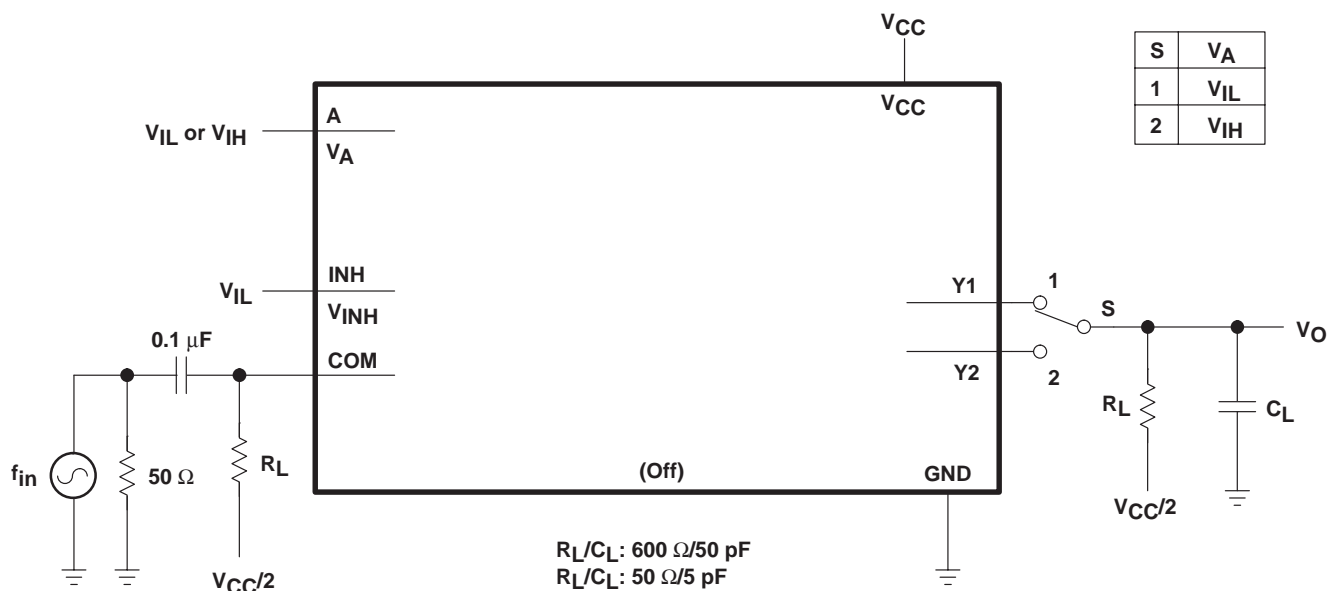 VCC
S VA
1 VIL
2 VIH
VCC
A
VIL or VIH
VA
INH
VIL
VINH
Y1
1
S
VO
0.1 μF
COM
Y2
2
RL
CL
fin
50 Ω
RL
(Off)
GND
VCC/2
VCC/2
RL/CL: 600 Ω/50 pF
RL/CL: 50 Ω/5 pF